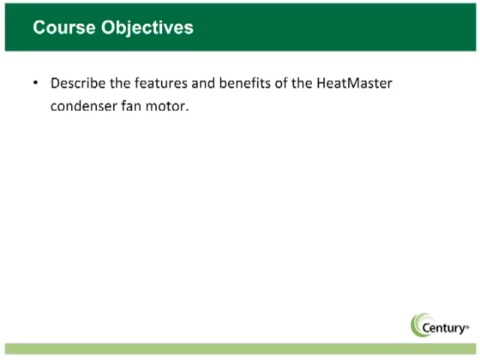 Course Objectives
• Describe the features and benefits of the HeatMaster
condenser fan motor.
Century®